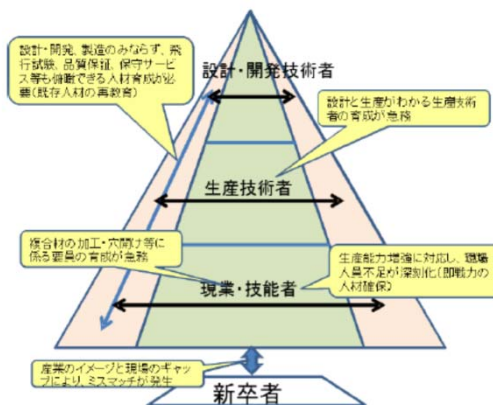 設計・開発、製造のみならず、飛
行試験、品質保証、保守サービ
ス等も俯瞰できる人材育成が必
要(既存人材の再教育)
設計・開発技術者
設計と生産がわかる生産技術
者の育成が急務
生産技術者
複合材の加工・穴開け等に
係る要員の育成が急務
生産能力増強に対応し、職場
人員不足が深刻化(即戦力の
人材確保)
現業・技能者
産業のイメージと現場のギャッ
プにより、ミスマッチが発生
新卒者